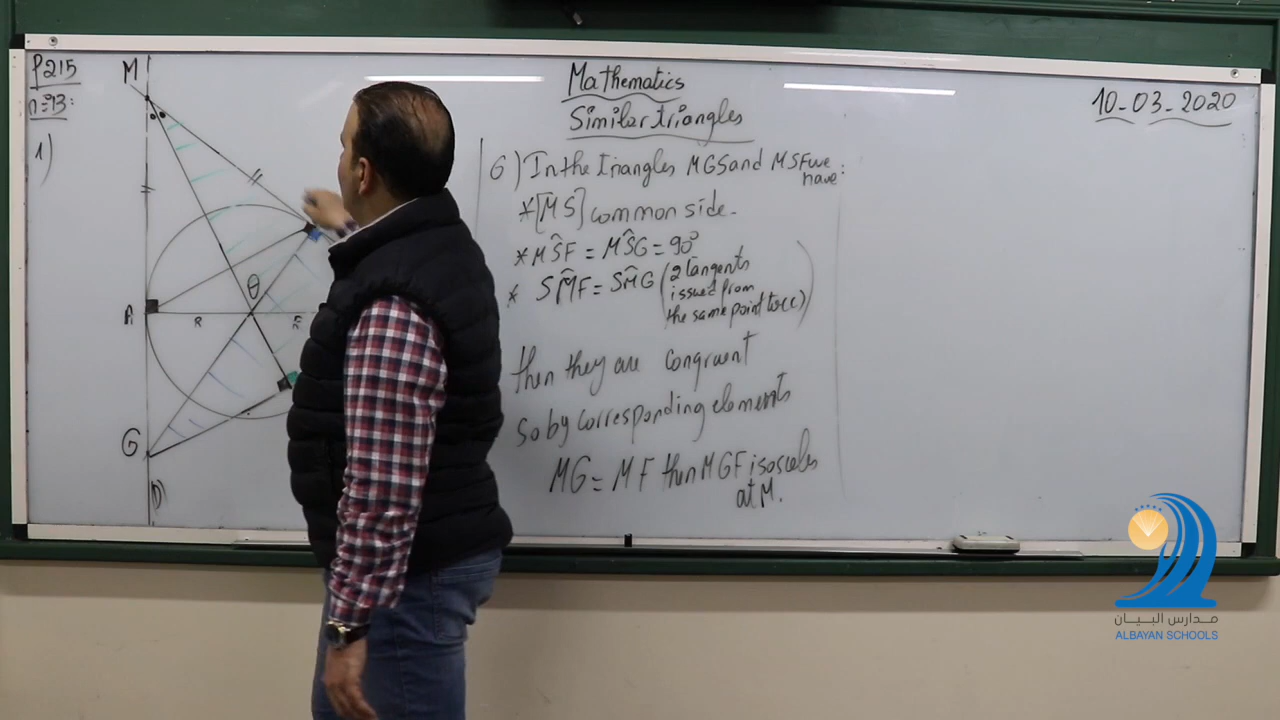 P215
n=93:
1)
M
Mathematics
Similar triangles
10-03-2020
6) In the triangles MGS and MSF we have:
*[MS] common side-
* MŜF = MŜG = 90°
* SM̂F = SM̂G (2 tangents
issued from
the same point to (c))
then they are congruent
so by corresponding elements
MG = MF then MGF isosceles
at M.
A
R
R
G
D
مدارس البيان
ALBAYAN SCHOOLS